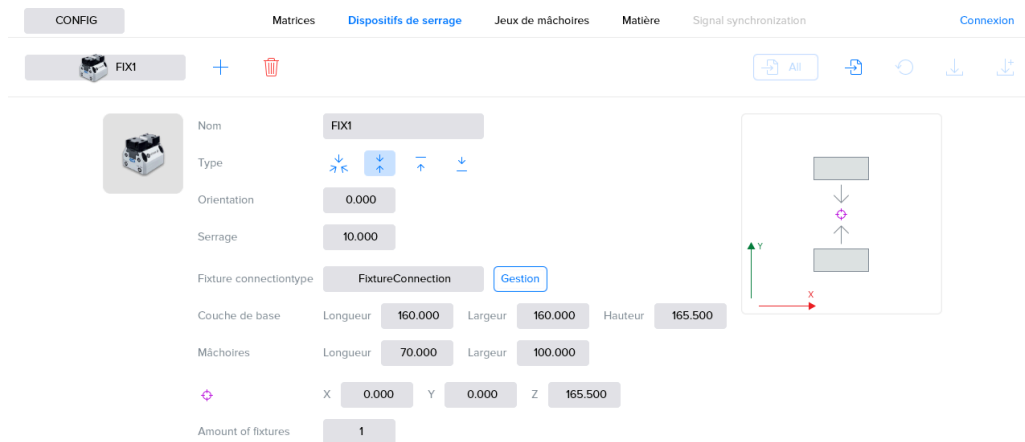 CONFIG Matrices Dispositifs de serrage Jeux de mâchoires Matière Signal synchronization Connexion
FIX1 All
Nom FIX1
Type
Orientation 0.000
Serrage 10.000
Fixture connectiontype FixtureConnection Gestion
Couche de base Longueur 160.000 Largeur 160.000 Hauteur 165.500
Mâchoires Longueur 70.000 Largeur 100.000
X 0.000 Y 0.000 Z 165.500
Amount of fixtures 1
Y
X